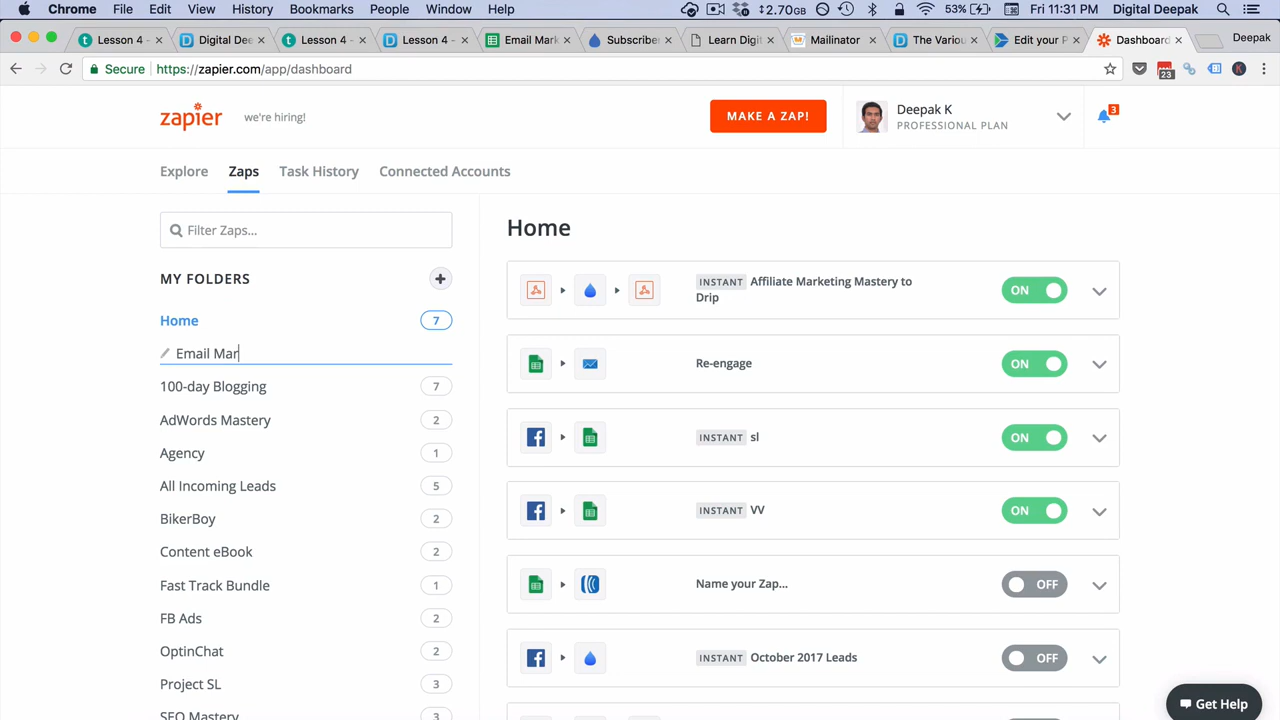 Chrome File Edit View History Bookmarks People Window Help 2.70GB 53% Fri 11:31 PM Digital Deepak
Lesson 4 - Digital Dee Lesson 4 - Lesson 4 - Email Mark Subscribe Learn Digit Mailinator The Variou Edit your P Dashboard Deepak
Secure https://zapier.com/app/dashboard 23 K
zapier we're hiring! MAKE A ZAP! Deepak K PROFESSIONAL PLAN 3
Explore Zaps Task History Connected Accounts
Filter Zaps...
MY FOLDERS +
Home 7
Email Mar
100-day Blogging 7
AdWords Mastery 2
Agency 1
All Incoming Leads 5
BikerBoy 2
Content eBook 2
Fast Track Bundle 1
FB Ads 2
OptinChat 2
Project SL 3
SEO Mastery 3
Home
INSTANT Affiliate Marketing Mastery to
Drip
ON
Re-engage ON
INSTANT sl ON
INSTANT VV ON
Name your Zap... OFF
INSTANT October 2017 Leads OFF
Get Help